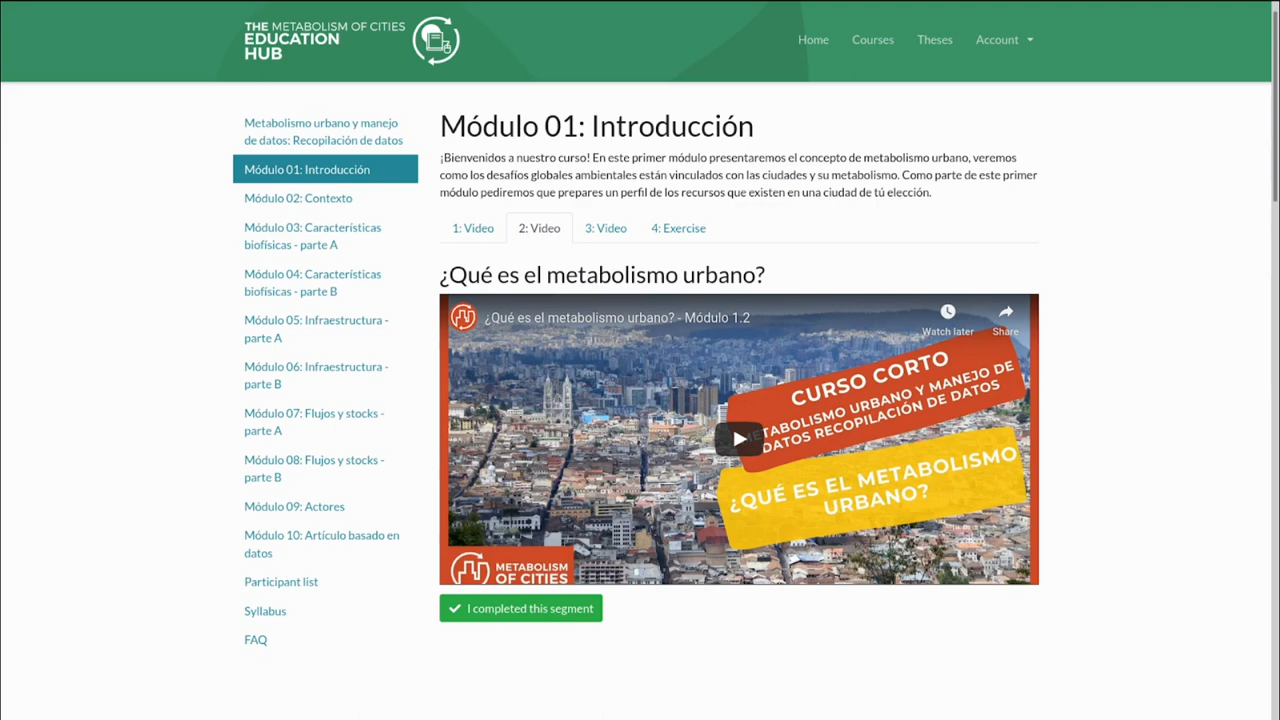 THE METABOLISM OF CITIES
EDUCATION
HUB
Home
Courses
Theses
Account
Metabolismo urbano y manejo
de datos: Recopilación de datos
Módulo 01: Introducción
Módulo 02: Contexto
Módulo 03: Características
biofísicas - parte A
Módulo 04: Características
biofísicas - parte B
Módulo 05: Infraestructura -
parte A
Módulo 06: Infraestructura -
parte B
Módulo 07: Flujos y stocks -
parte A
Módulo 08: Flujos y stocks -
parte B
Módulo 09: Actores
Módulo 10: Artículo basado en
datos
Participant list
Syllabus
FAQ
Módulo 01: Introducción
¡Bienvenidos a nuestro curso! En este primer módulo presentaremos el concepto de metabolismo urbano, veremos
como los desafíos globales ambientales están vinculados con las ciudades y su metabolismo. Como parte de este primer
módulo pediremos que prepares un perfil de los recursos que existen en una ciudad de tú elección.
1: Video
2: Video
3: Video
4: Exercise
¿Qué es el metabolismo urbano?
¿Qué es el metabolismo urbano? - Módulo 1.2
Watch later
Share
CURSO CORTO
METABOLISMO URBANO Y MANEJO DE
DATOS RECOPILACIÓN DE DATOS
¿QUÉ ES EL METABOLISMO
URBANO?
METABOLISM
OF CITIES
I completed this segment